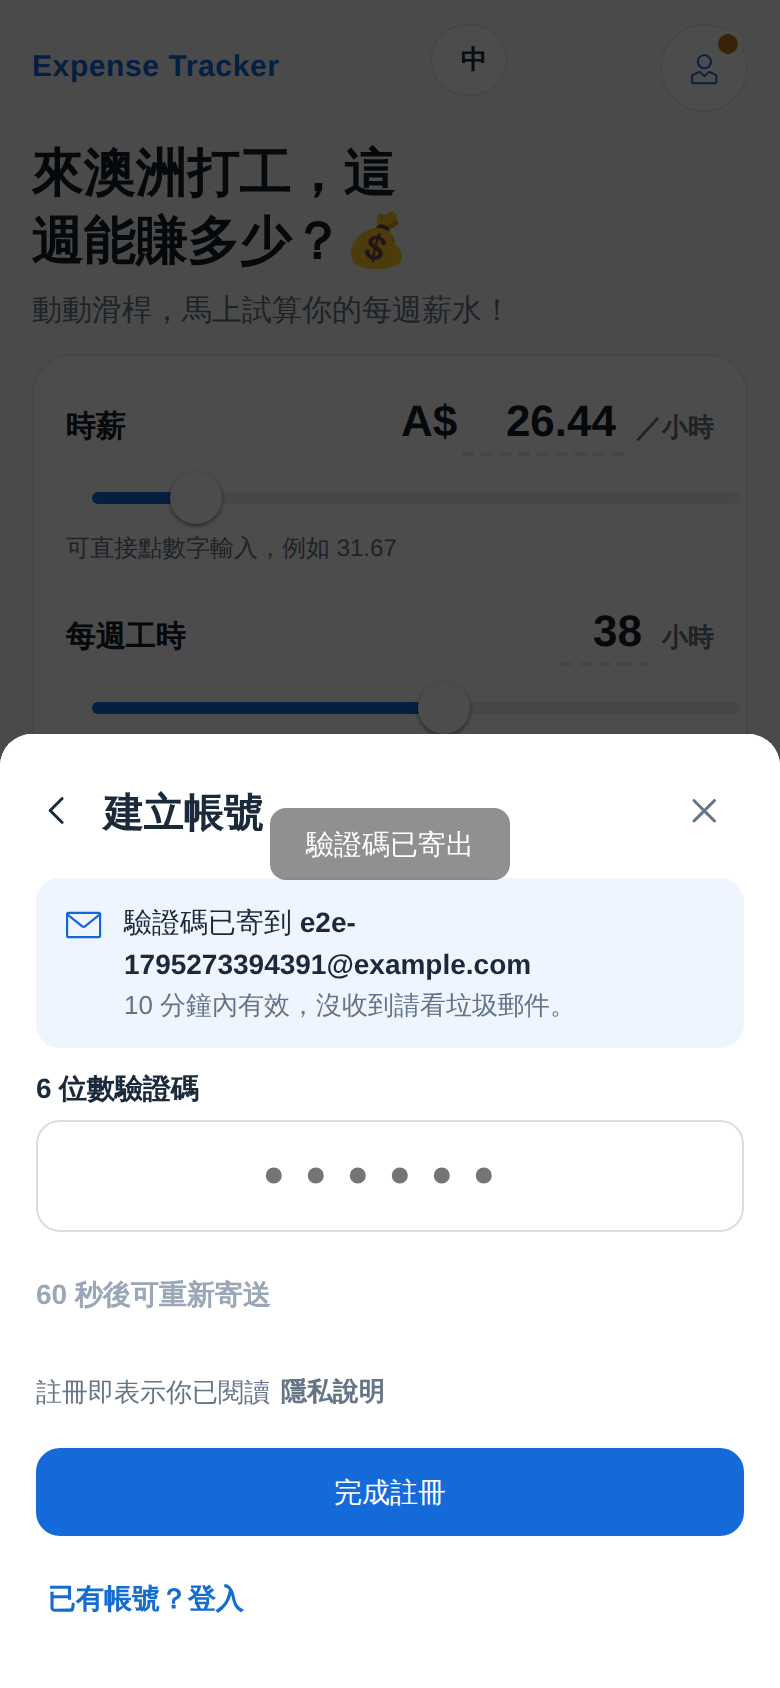 Expense Tracker
中
來澳洲打工，這
週能賺多少？💰
動動滑桿，馬上試算你的每週薪水！
時薪 A$ 26.44 ／小時
可直接點數字輸入，例如 31.67
每週工時 38 小時
建立帳號
驗證碼已寄出
驗證碼已寄到 e2e-
1795273394391@example.com
10 分鐘內有效，沒收到請看垃圾郵件。
6 位數驗證碼
●●●●●●
60 秒後可重新寄送
註冊即表示你已閱讀 隱私說明
完成註冊
已有帳號？登入